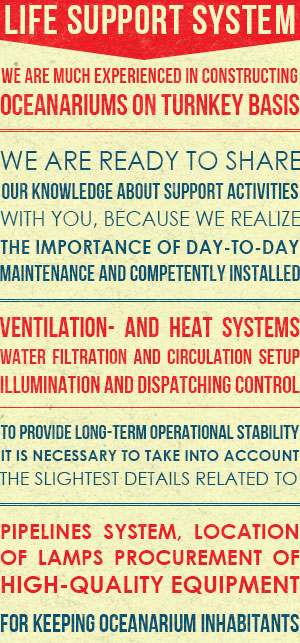 LIFE SUPPORT SYSTEM
WE ARE MUCH EXPERIENCED IN CONSTRUCTING
OCEANARIUMS ON TURNKEY BASIS
WE ARE READY TO SHARE
OUR KNOWLEDGE ABOUT SUPPORT ACTIVITIES
WITH YOU, BECAUSE WE REALIZE
THE IMPORTANCE OF DAY-TO-DAY
MAINTENANCE AND COMPETENTLY INSTALLED
VENTILATION- AND HEAT SYSTEMS
WATER FILTRATION AND CIRCULATION SETUP
ILLUMINATION AND DISPATCHING CONTROL
TO PROVIDE LONG-TERM OPERATIONAL STABILITY
IT IS NECESSARY TO TAKE INTO ACCOUNT
THE SLIGHTEST DETAILS RELATED TO
PIPELINES SYSTEM, LOCATION
OF LAMPS PROCUREMENT OF
HIGH-QUALITY EQUIPMENT
FOR KEEPING OCEANARIUM INHABITANTS